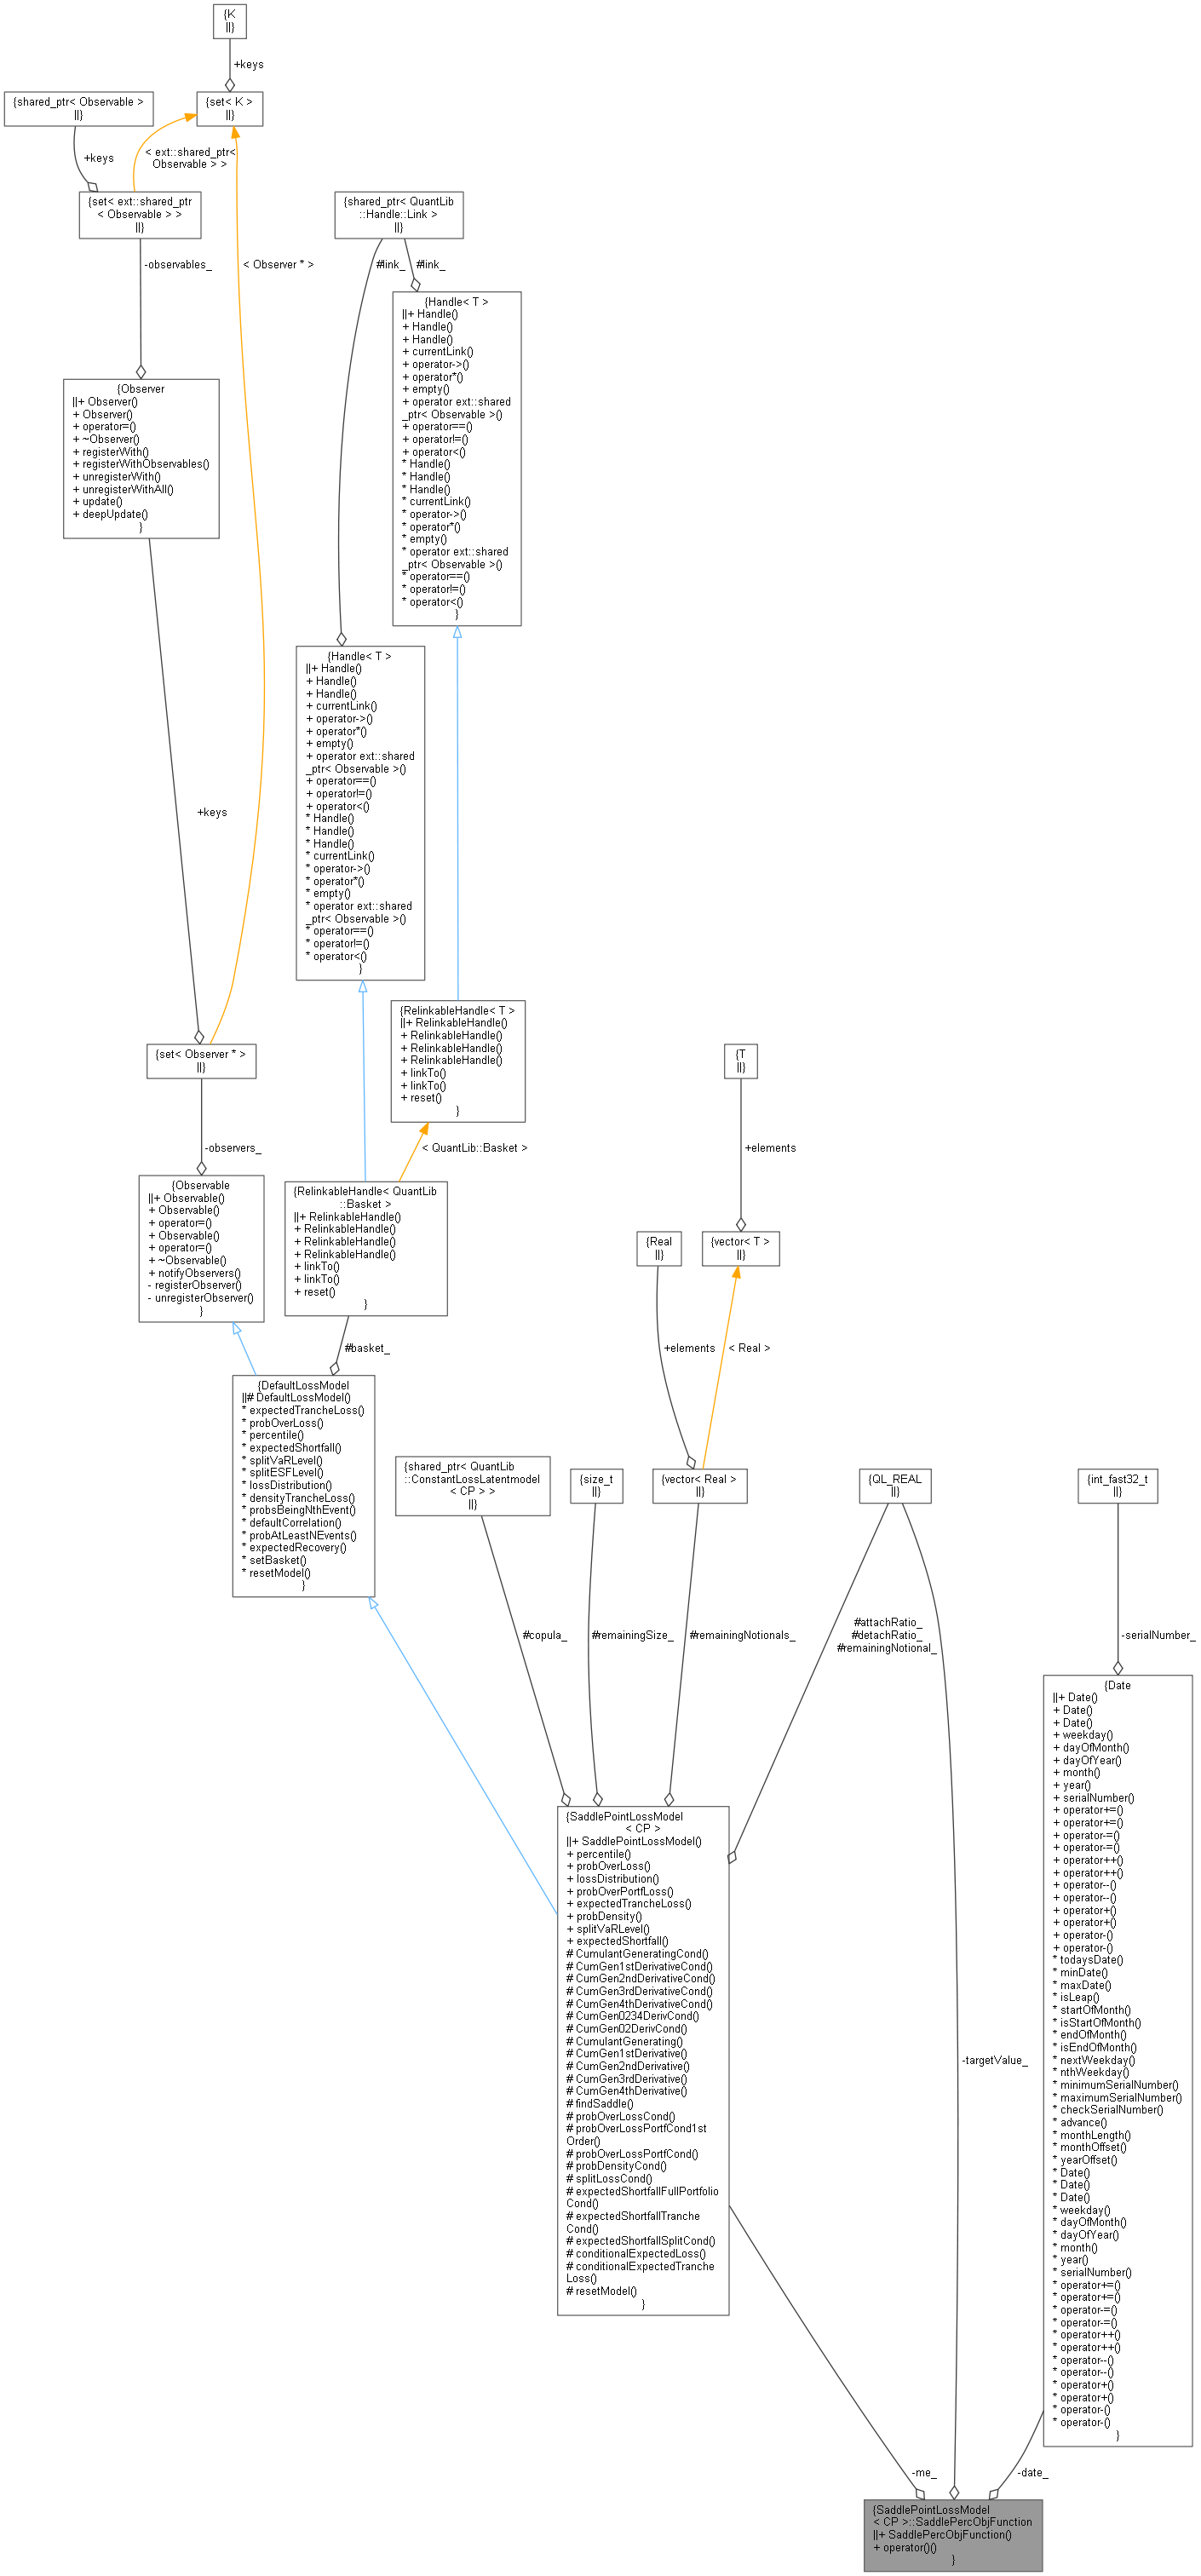 {K
||}
+keys
{shared_ptr< Observable >
||}
{set< K >
||}
+keys
< ext::shared_ptr<
Observable > >
{set< ext::shared_ptr
< Observable > >
||}
{shared_ptr< QuantLib
::Handle::Link >
||}
-observables_
< Observer * >
#link_
#link_
{Handle< T >
||+ Handle()
+ Handle()
+ Handle()
+ currentLink()
+ operator->()
+ operator*()
+ empty()
+ operator ext::shared
_ptr< Observable >()
+ operator==()
+ operator!=()
+ operator<()
* Handle()
* Handle()
* Handle()
* currentLink()
* operator->()
* operator*()
* empty()
* operator ext::shared
_ptr< Observable >()
* operator==()
* operator!=()
* operator<()
}
{Observer
||+ Observer()
+ Observer()
+ operator=()
+ ~Observer()
+ registerWith()
+ registerWithObservables()
+ unregisterWith()
+ unregisterWithAll()
+ update()
+ deepUpdate()
}
{Handle< T >
||+ Handle()
+ Handle()
+ Handle()
+ currentLink()
+ operator->()
+ operator*()
+ empty()
+ operator ext::shared
_ptr< Observable >()
+ operator==()
+ operator!=()
+ operator<()
* Handle()
* Handle()
* Handle()
* currentLink()
* operator->()
* operator*()
* empty()
* operator ext::shared
_ptr< Observable >()
* operator==()
* operator!=()
* operator<()
}
+keys
{RelinkableHandle< T >
||+ RelinkableHandle()
+ RelinkableHandle()
+ RelinkableHandle()
+ RelinkableHandle()
+ linkTo()
+ linkTo()
+ reset()
}
{set< Observer * >
||}
{T
||}
-observers_
< QuantLib::Basket >
+elements
{Observable
||+ Observable()
+ Observable()
+ operator=()
+ Observable()
+ operator=()
+ ~Observable()
+ notifyObservers()
- registerObserver()
- unregisterObserver()
}
{RelinkableHandle< QuantLib
::Basket >
||+ RelinkableHandle()
+ RelinkableHandle()
+ RelinkableHandle()
+ RelinkableHandle()
+ linkTo()
+ linkTo()
+ reset()
}
{Real
||}
{vector< T >
||}
#basket_
+elements
< Real >
{DefaultLossModel
||# DefaultLossModel()
* expectedTrancheLoss()
* probOverLoss()
* percentile()
* expectedShortfall()
* splitVaRLevel()
* splitESFLevel()
* lossDistribution()
* densityTrancheLoss()
* probsBeingNthEvent()
* defaultCorrelation()
* probAtLeastNEvents()
* expectedRecovery()
* setBasket()
* resetModel()
}
{shared_ptr< QuantLib
::ConstantLossLatentmodel
< CP > >
||}
{size_t
||}
{vector< Real >
||}
{QL_REAL
||}
{int_fast32_t
||}
#copula_
#remainingSize_
#remainingNotionals_
#attachRatio_
#detachRatio_
#remainingNotional_
-serialNumber_
{Date
||+ Date()
+ Date()
+ Date()
+ weekday()
+ dayOfMonth()
+ dayOfYear()
+ month()
+ year()
+ serialNumber()
+ operator+=()
+ operator+=()
+ operator-=()
+ operator-=()
+ operator++()
+ operator++()
+ operator--()
+ operator--()
+ operator+()
+ operator+()
+ operator-()
+ operator-()
* todaysDate()
* minDate()
* maxDate()
* isLeap()
* startOfMonth()
* isStartOfMonth()
* endOfMonth()
* isEndOfMonth()
* nextWeekday()
* nthWeekday()
* minimumSerialNumber()
* maximumSerialNumber()
* checkSerialNumber()
* advance()
* monthLength()
* monthOffset()
* yearOffset()
* Date()
* Date()
* Date()
* weekday()
* dayOfMonth()
* dayOfYear()
* month()
* year()
* serialNumber()
* operator+=()
* operator+=()
* operator-=()
* operator-=()
* operator++()
* operator++()
* operator--()
* operator--()
* operator+()
* operator+()
* operator-()
* operator-()
}
{SaddlePointLossModel
< CP >
||+ SaddlePointLossModel()
+ percentile()
+ probOverLoss()
+ lossDistribution()
+ probOverPortfLoss()
+ expectedTrancheLoss()
+ probDensity()
+ splitVaRLevel()
+ expectedShortfall()
# CumulantGeneratingCond()
# CumGen1stDerivativeCond()
# CumGen2ndDerivativeCond()
# CumGen3rdDerivativeCond()
# CumGen4thDerivativeCond()
# CumGen0234DerivCond()
# CumGen02DerivCond()
# CumulantGenerating()
# CumGen1stDerivative()
# CumGen2ndDerivative()
# CumGen3rdDerivative()
# CumGen4thDerivative()
# findSaddle()
# probOverLossCond()
# probOverLossPortfCond1st
Order()
# probOverLossPortfCond()
# probDensityCond()
# splitLossCond()
# expectedShortfallFullPortfolio
Cond()
# expectedShortfallTranche
Cond()
# expectedShortfallSplitCond()
# conditionalExpectedLoss()
# conditionalExpectedTranche
Loss()
# resetModel()
}
-targetValue_
-me_
-date_
{SaddlePointLossModel
< CP >::SaddlePercObjFunction
||+ SaddlePercObjFunction()
+ operator()()
}